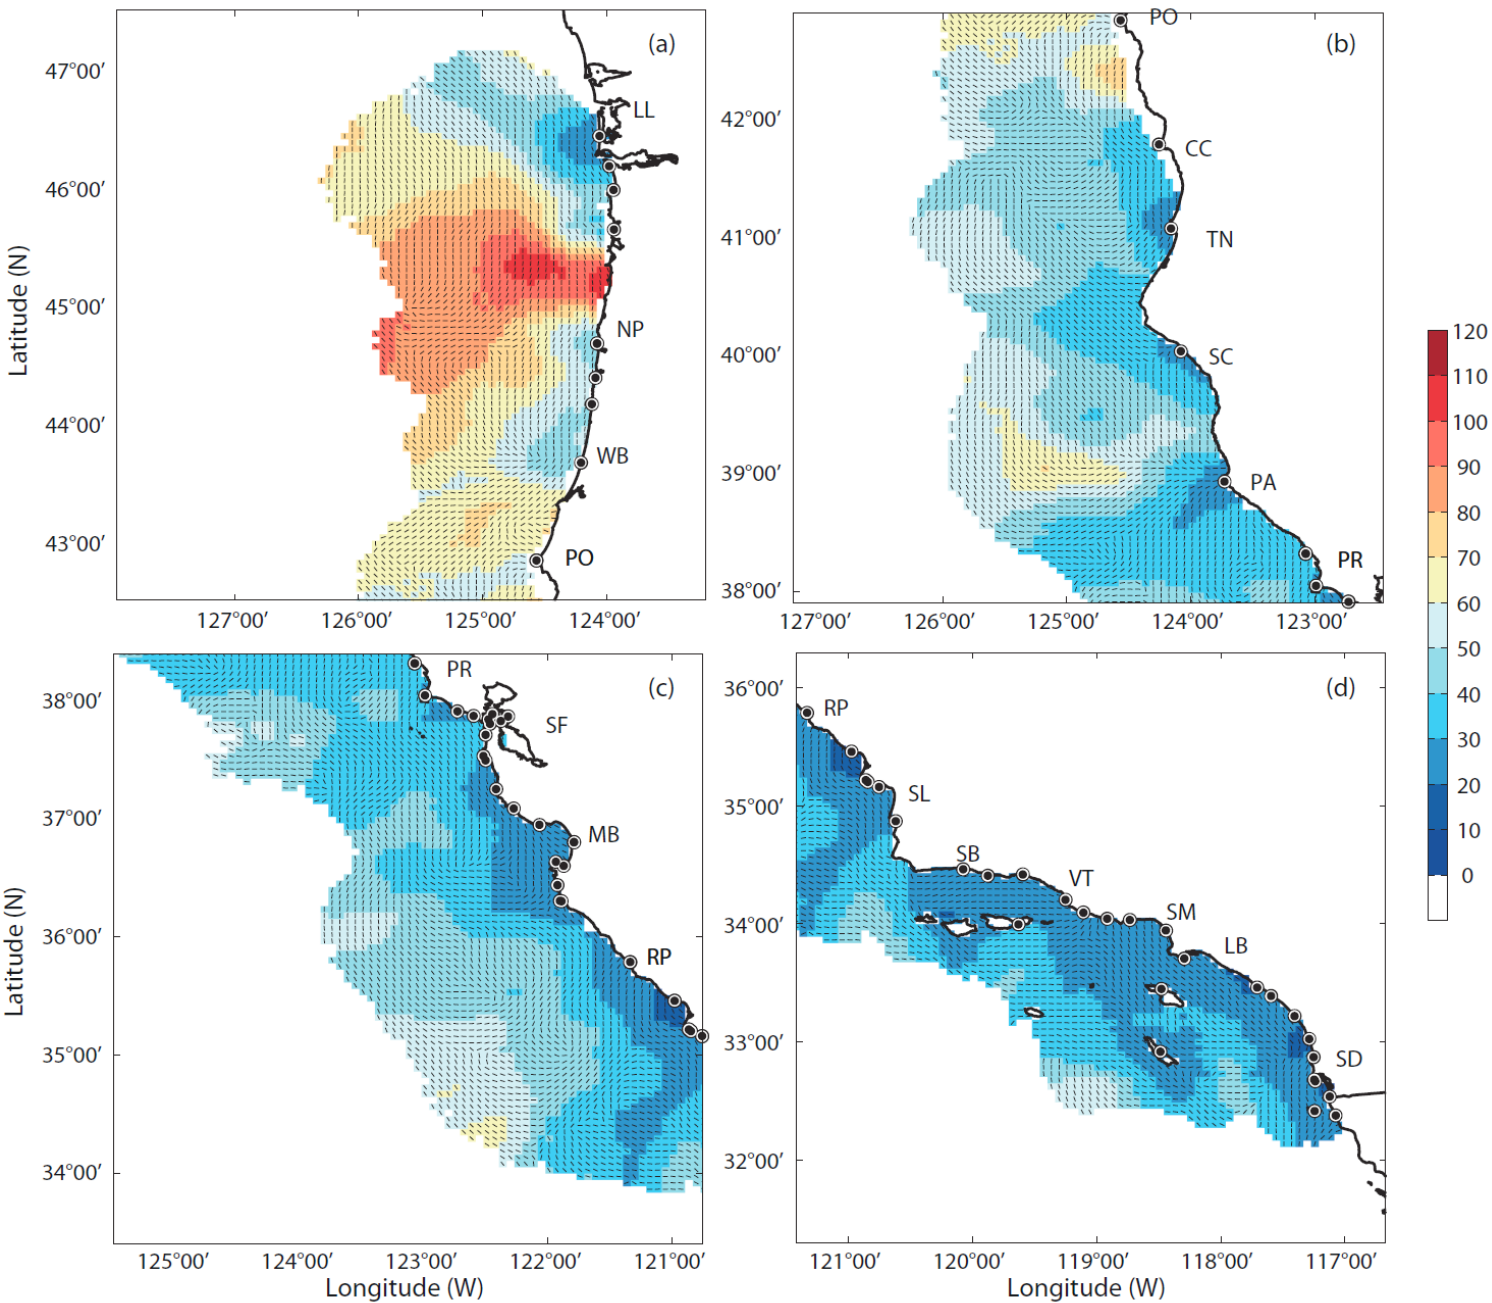 (a)
47°00′
46°00′
45°00′
44°00′
43°00′
Latitude (N)
LL
NP
WB
PO
127°00′ 126°00′ 125°00′ 124°00′
(b)
42°00′
41°00′
40°00′
39°00′
38°00′
PO
CC
TN
SC
PA
PR
127°00′ 126°00′ 125°00′ 124°00′ 123°00′
120
110
100
90
80
70
60
50
40
30
20
10
0
(c)
38°00′
37°00′
36°00′
35°00′
34°00′
Latitude (N)
PR
SF
MB
RP
125°00′ 124°00′ 123°00′ 122°00′ 121°00′
Longitude (W)
(d)
36°00′
35°00′
34°00′
33°00′
32°00′
RP
SL
SB
VT
SM
LB
SD
121°00′ 120°00′ 119°00′ 118°00′ 117°00′
Longitude (W)